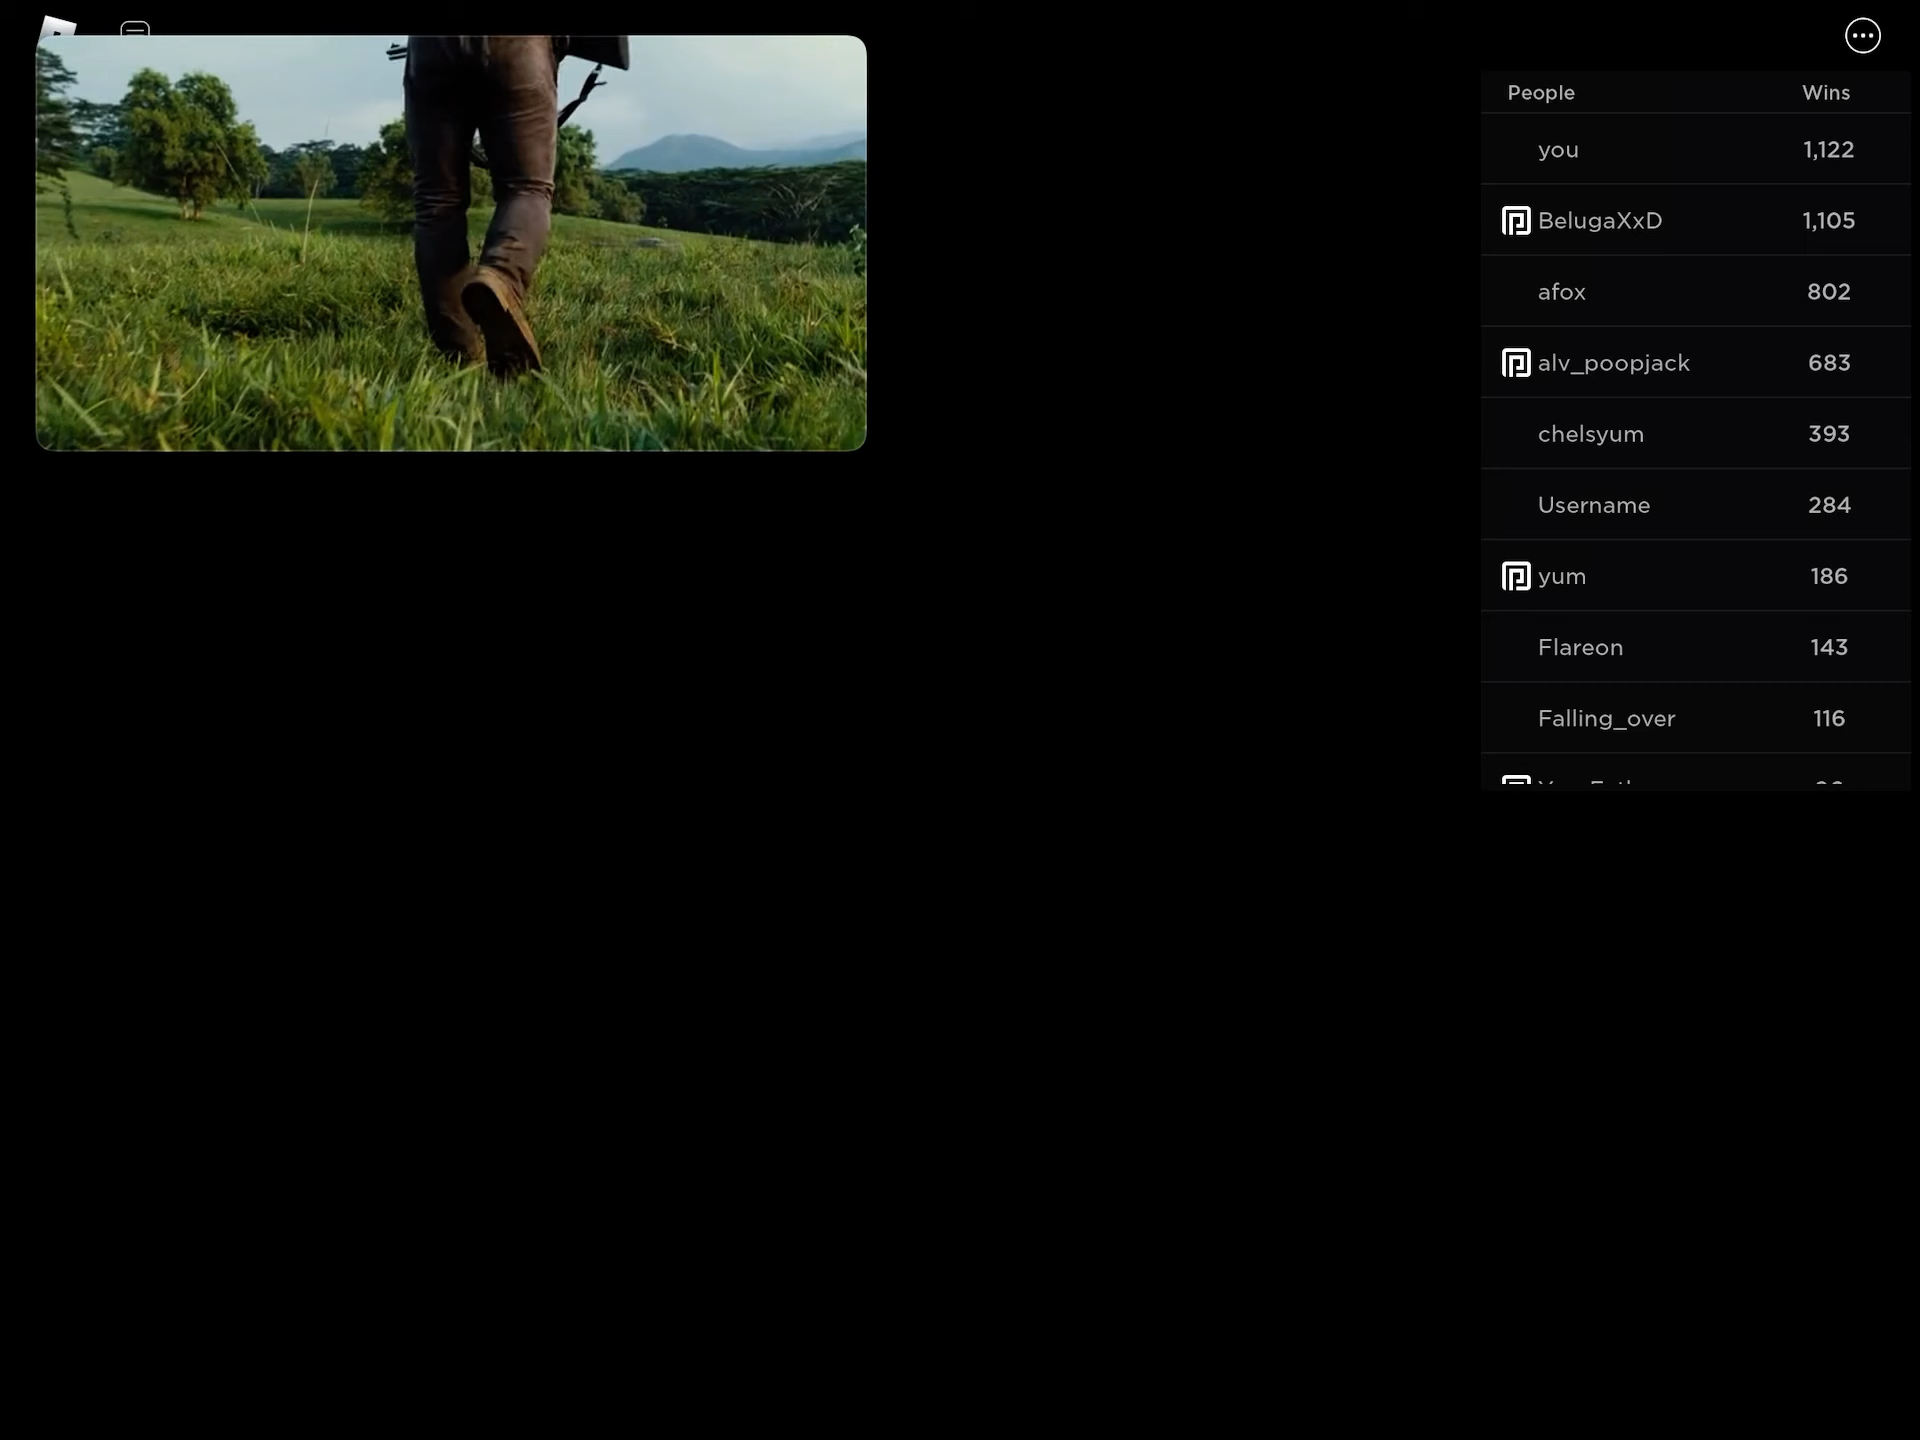 People Wins
you 1,122
BelugaXxD 1,105
afox 802
alv_poopjack 683
chelsyum 393
Username 284
yum 186
Flareon 143
Falling_over 116